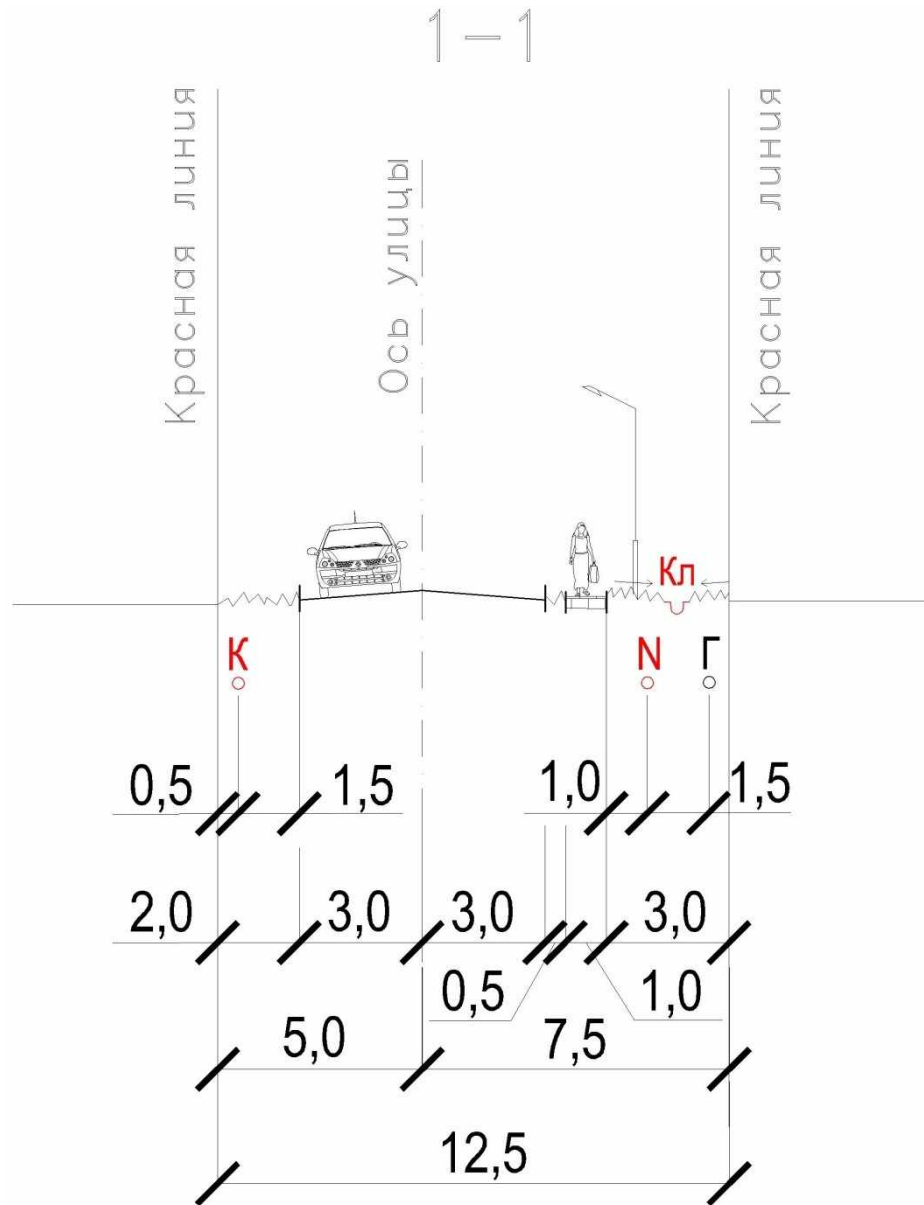 1-1
Красная линия
Ось улицы
Красная линия
Кл
К
N
Г
0,5
1,5
1,0
1,5
2,0
3,0
3,0
3,0
0,5
1,0
5,0
7,5
12,5